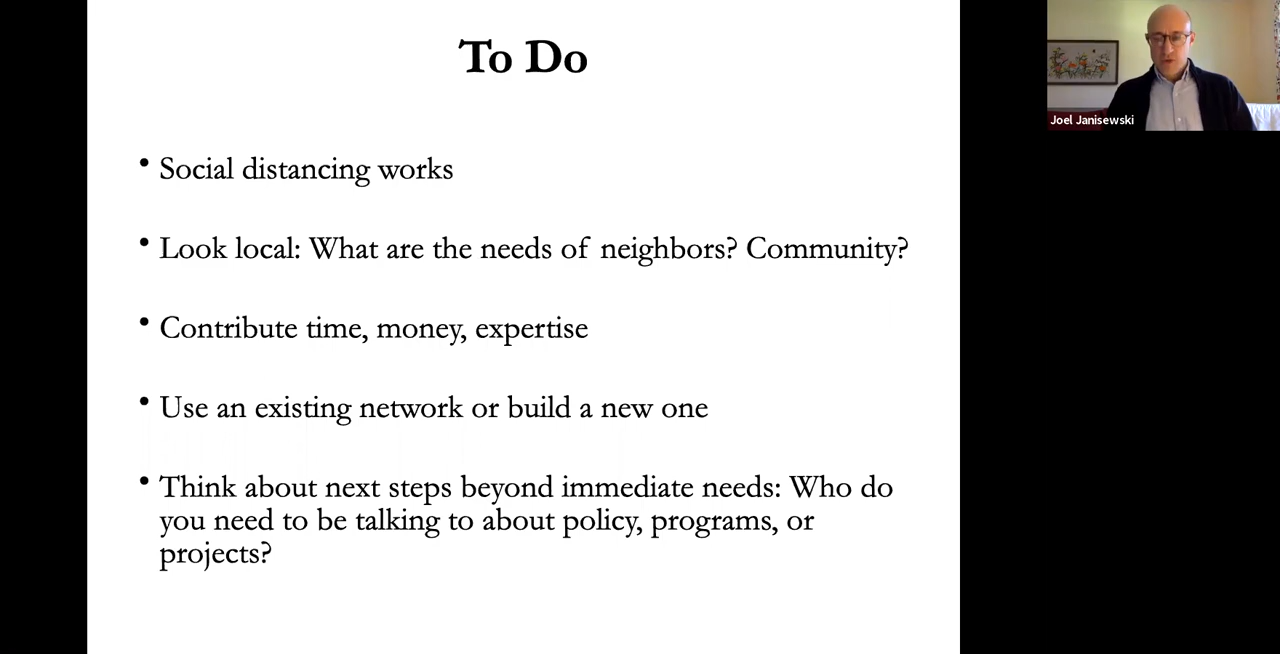 To Do
• Social distancing works
• Look local: What are the needs of neighbors? Community?
• Contribute time, money, expertise
• Use an existing network or build a new one
• Think about next steps beyond immediate needs: Who do
you need to be talking to about policy, programs, or
projects?
Joel Janisewski